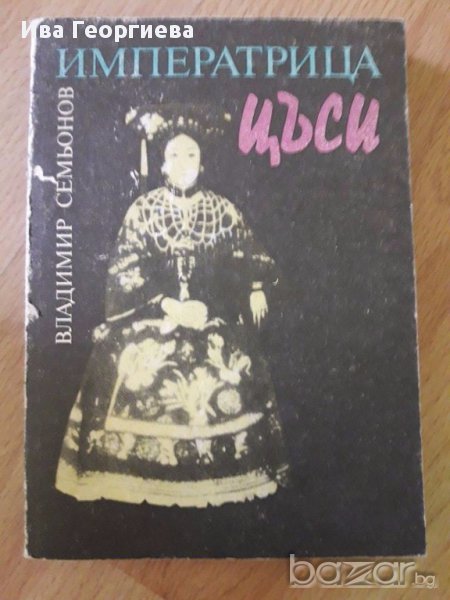 Ива Георгиева
ИМПЕРАТРИЦА
ЦЪСИ
ВЛАДИМИР СЕМЬОНОВ
bazar.bg